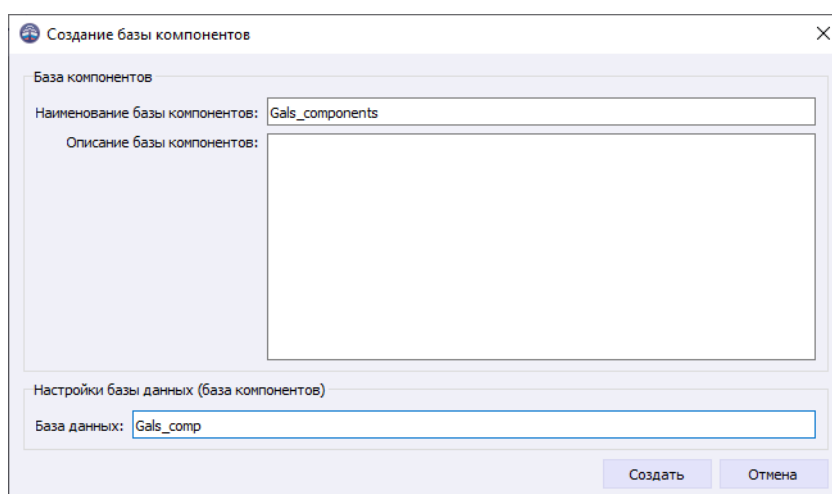 Создание базы компонентов
База компонентов
Наименование базы компонентов: Gals_components
Описание базы компонентов:
Настройки базы данных (база компонентов)
База данных: Gals_comp
Создать Отмена